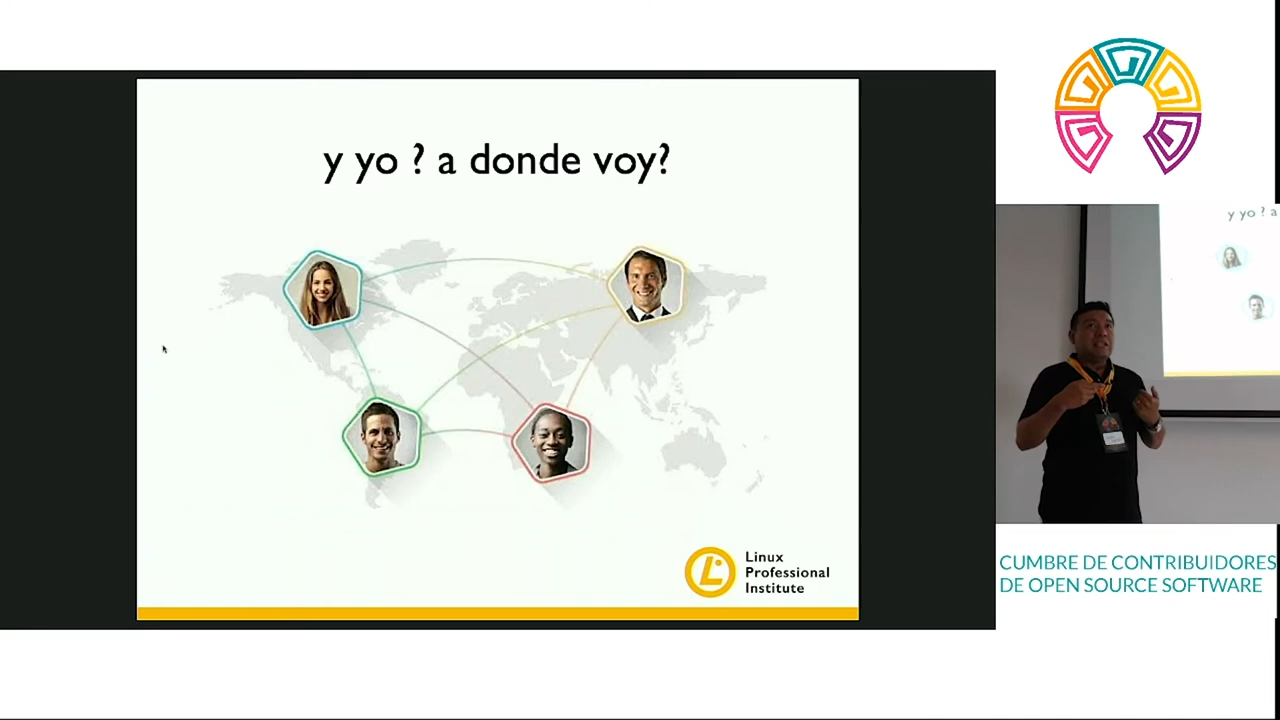 y yo ? a donde voy?
Linux
Professional
Institute
y yo ? a
CUMBRE DE CONTRIBUIDORES
DE OPEN SOURCE SOFTWARE